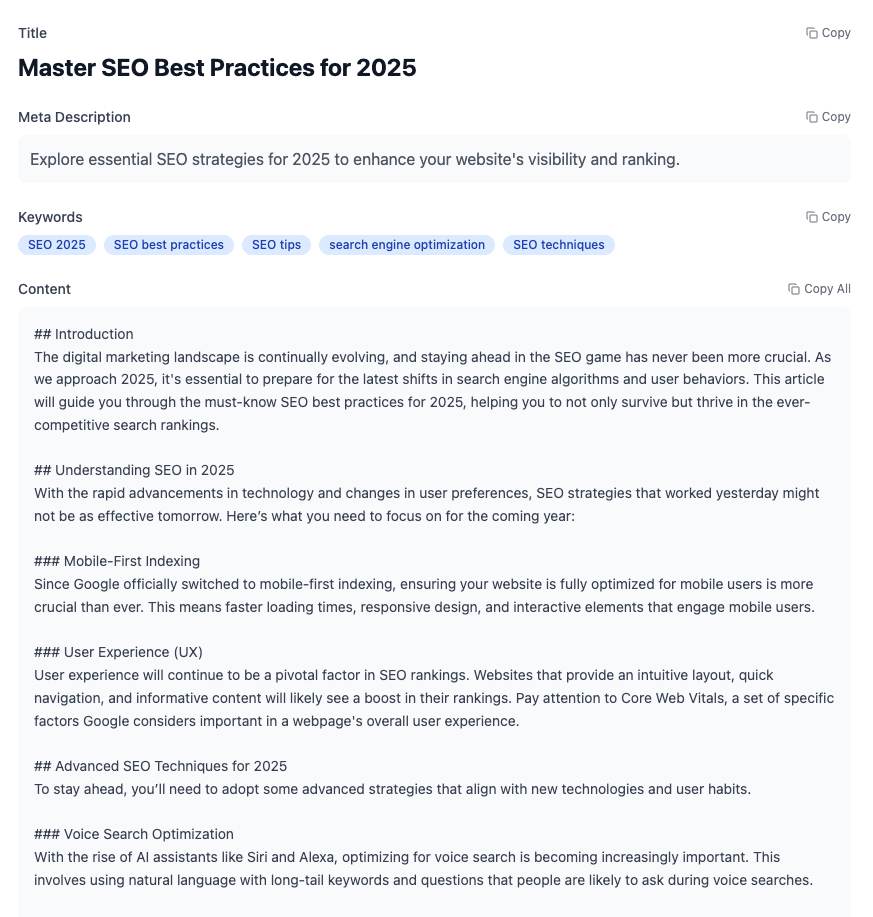 Title
Copy
Master SEO Best Practices for 2025
Meta Description
Copy
Explore essential SEO strategies for 2025 to enhance your website's visibility and ranking.
Keywords
Copy
SEO 2025 SEO best practices SEO tips search engine optimization SEO techniques
Content
Copy All
## Introduction
The digital marketing landscape is continually evolving, and staying ahead in the SEO game has never been more crucial. As
we approach 2025, it's essential to prepare for the latest shifts in search engine algorithms and user behaviors. This article
will guide you through the must-know SEO best practices for 2025, helping you to not only survive but thrive in the ever-
competitive search rankings.
## Understanding SEO in 2025
With the rapid advancements in technology and changes in user preferences, SEO strategies that worked yesterday might
not be as effective tomorrow. Here’s what you need to focus on for the coming year:
### Mobile-First Indexing
Since Google officially switched to mobile-first indexing, ensuring your website is fully optimized for mobile users is more
crucial than ever. This means faster loading times, responsive design, and interactive elements that engage mobile users.
### User Experience (UX)
User experience will continue to be a pivotal factor in SEO rankings. Websites that provide an intuitive layout, quick
navigation, and informative content will likely see a boost in their rankings. Pay attention to Core Web Vitals, a set of specific
factors Google considers important in a webpage's overall user experience.
## Advanced SEO Techniques for 2025
To stay ahead, you’ll need to adopt some advanced strategies that align with new technologies and user habits.
### Voice Search Optimization
With the rise of AI assistants like Siri and Alexa, optimizing for voice search is becoming increasingly important. This
involves using natural language with long-tail keywords and questions that people are likely to ask during voice searches.